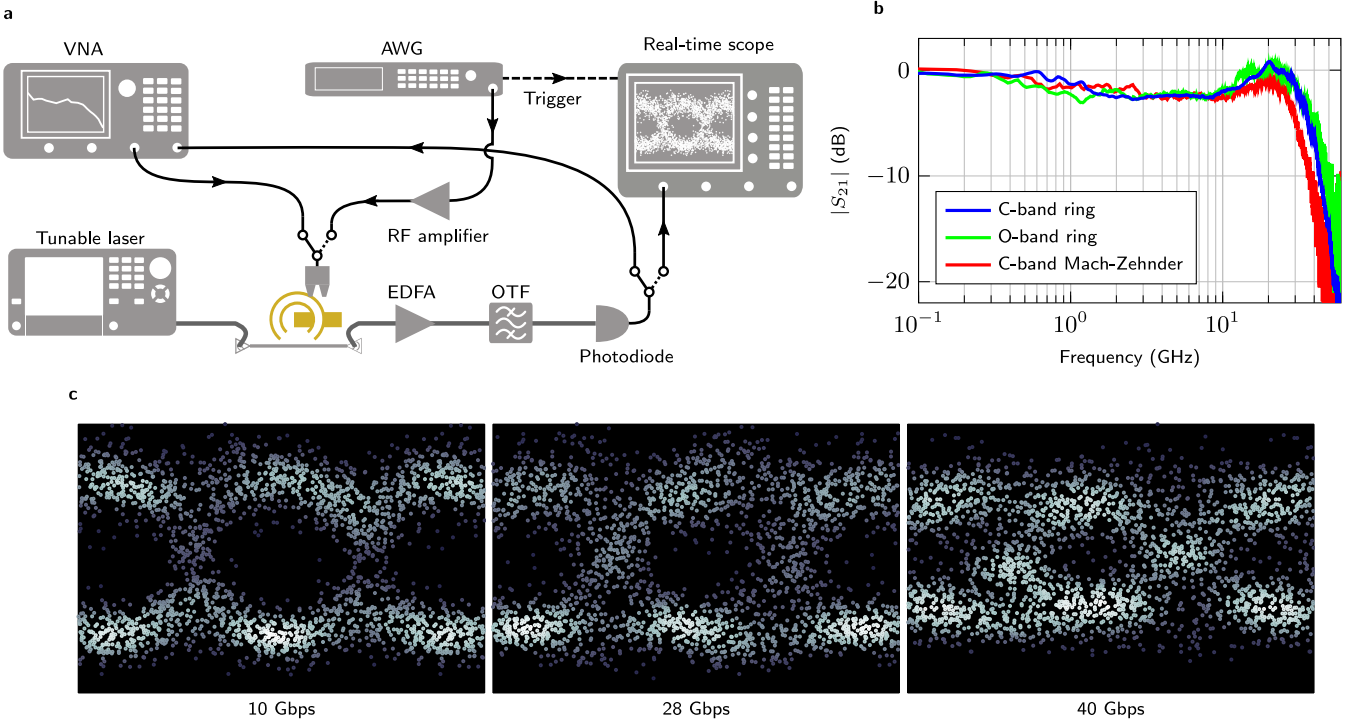 a
VNA
AWG
Real-time scope
Trigger
RF amplifier
Tunable laser
EDFA
OTF
Photodiode
b
|S21| (dB)
0
−10
−20
C-band ring
O-band ring
C-band Mach-Zehnder
10−1
100
101
Frequency (GHz)
c
10 Gbps
28 Gbps
40 Gbps